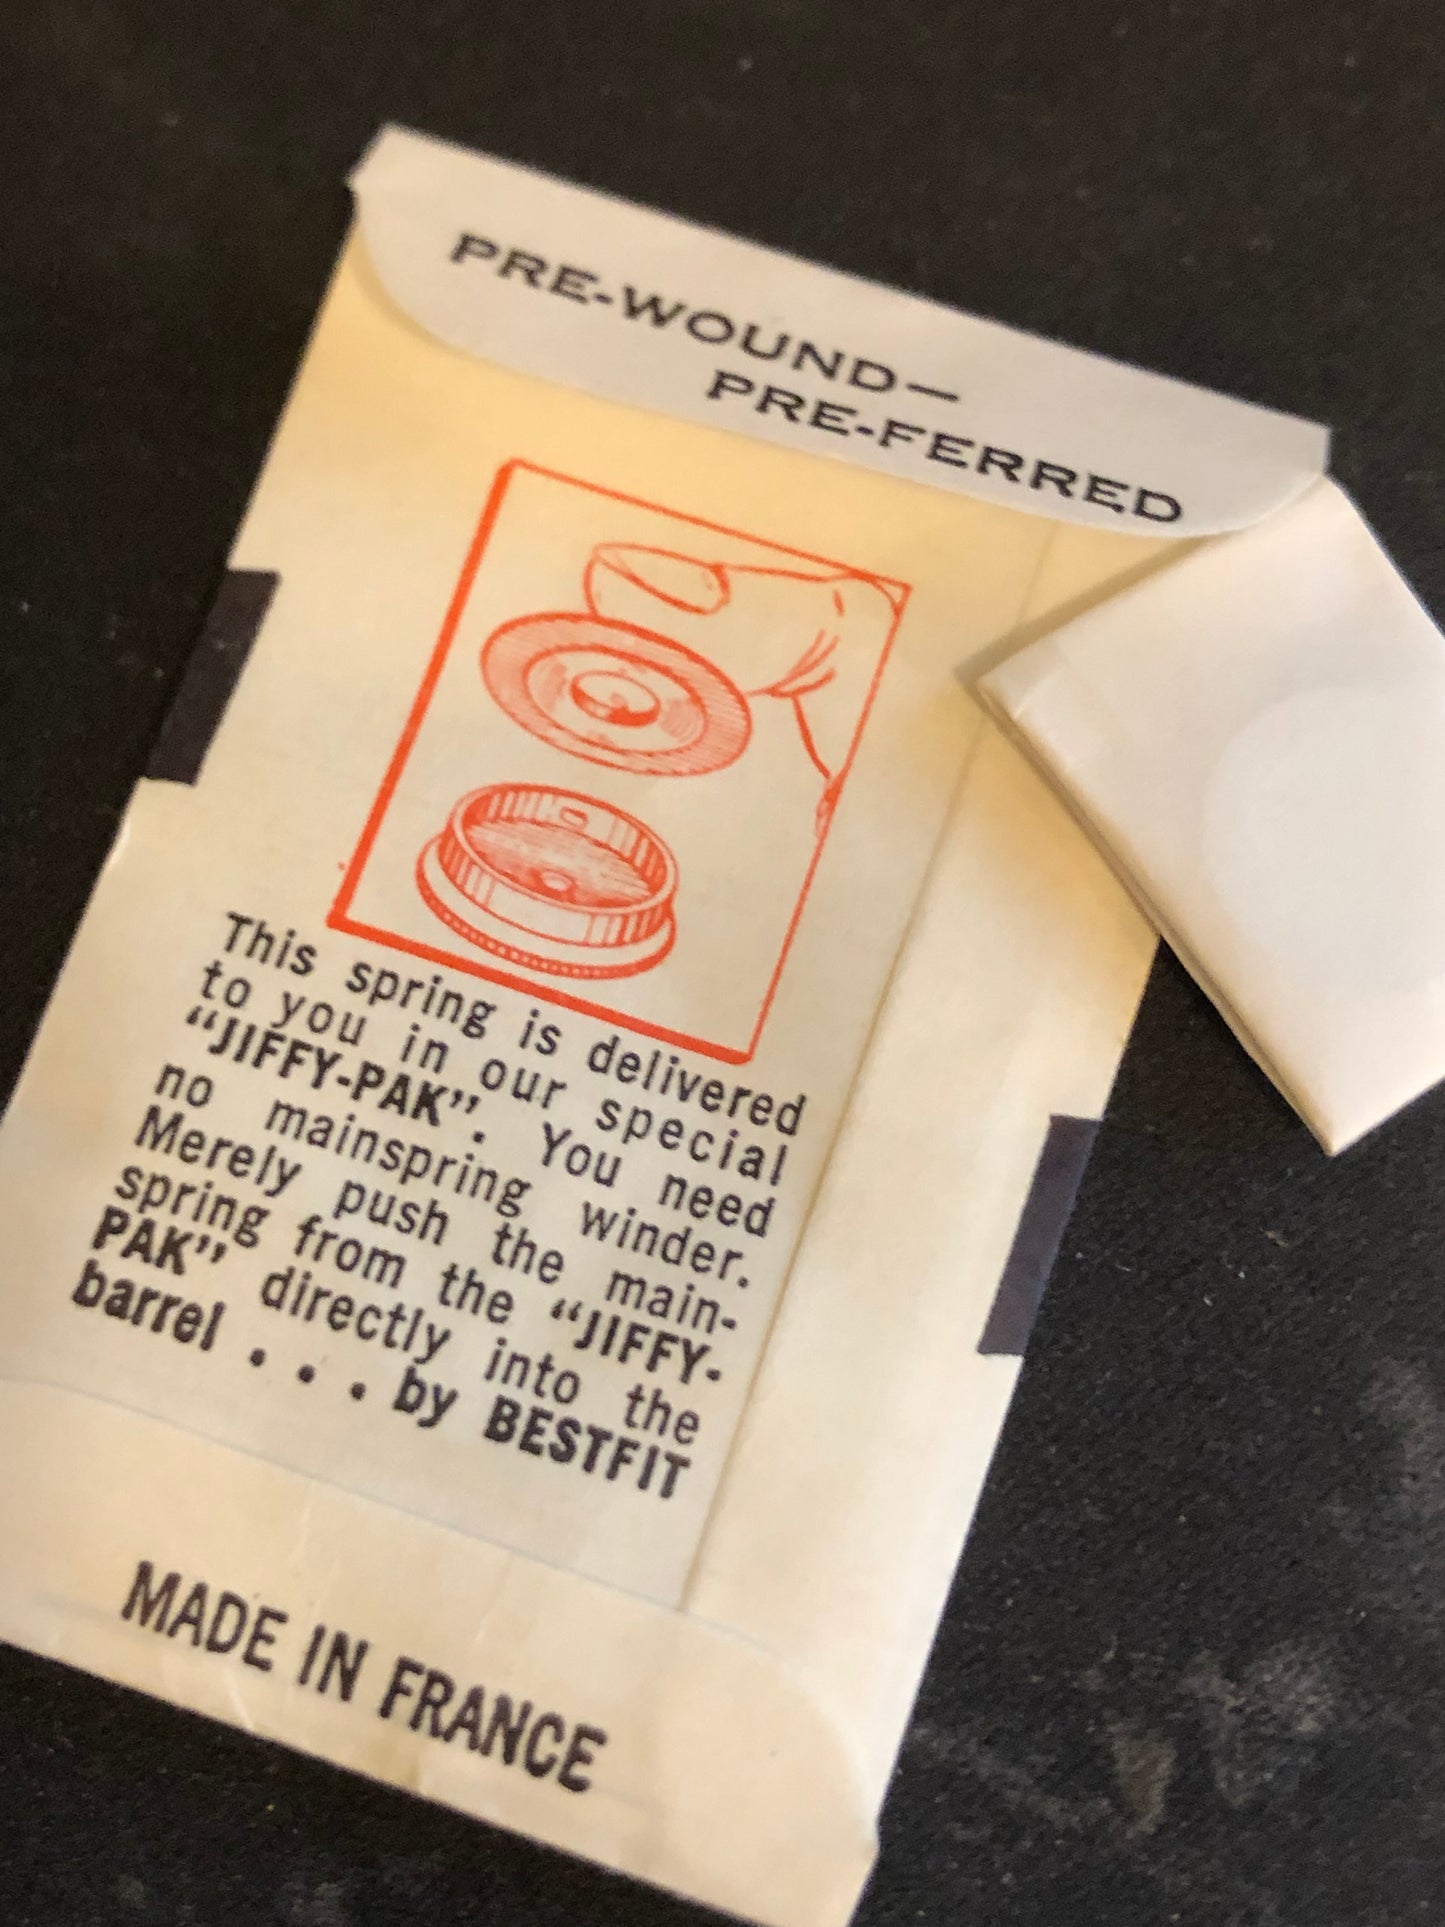 PRE-WOUND—
PRE-FERRED
This spring is delivered
to you in our special
“JIFFY-PAK”. You need
no mainspring winder.
Merely push the main-
spring from the “JIFFY-
PAK” directly into the
barrel . . . by BESTFIT
MADE IN FRANCE